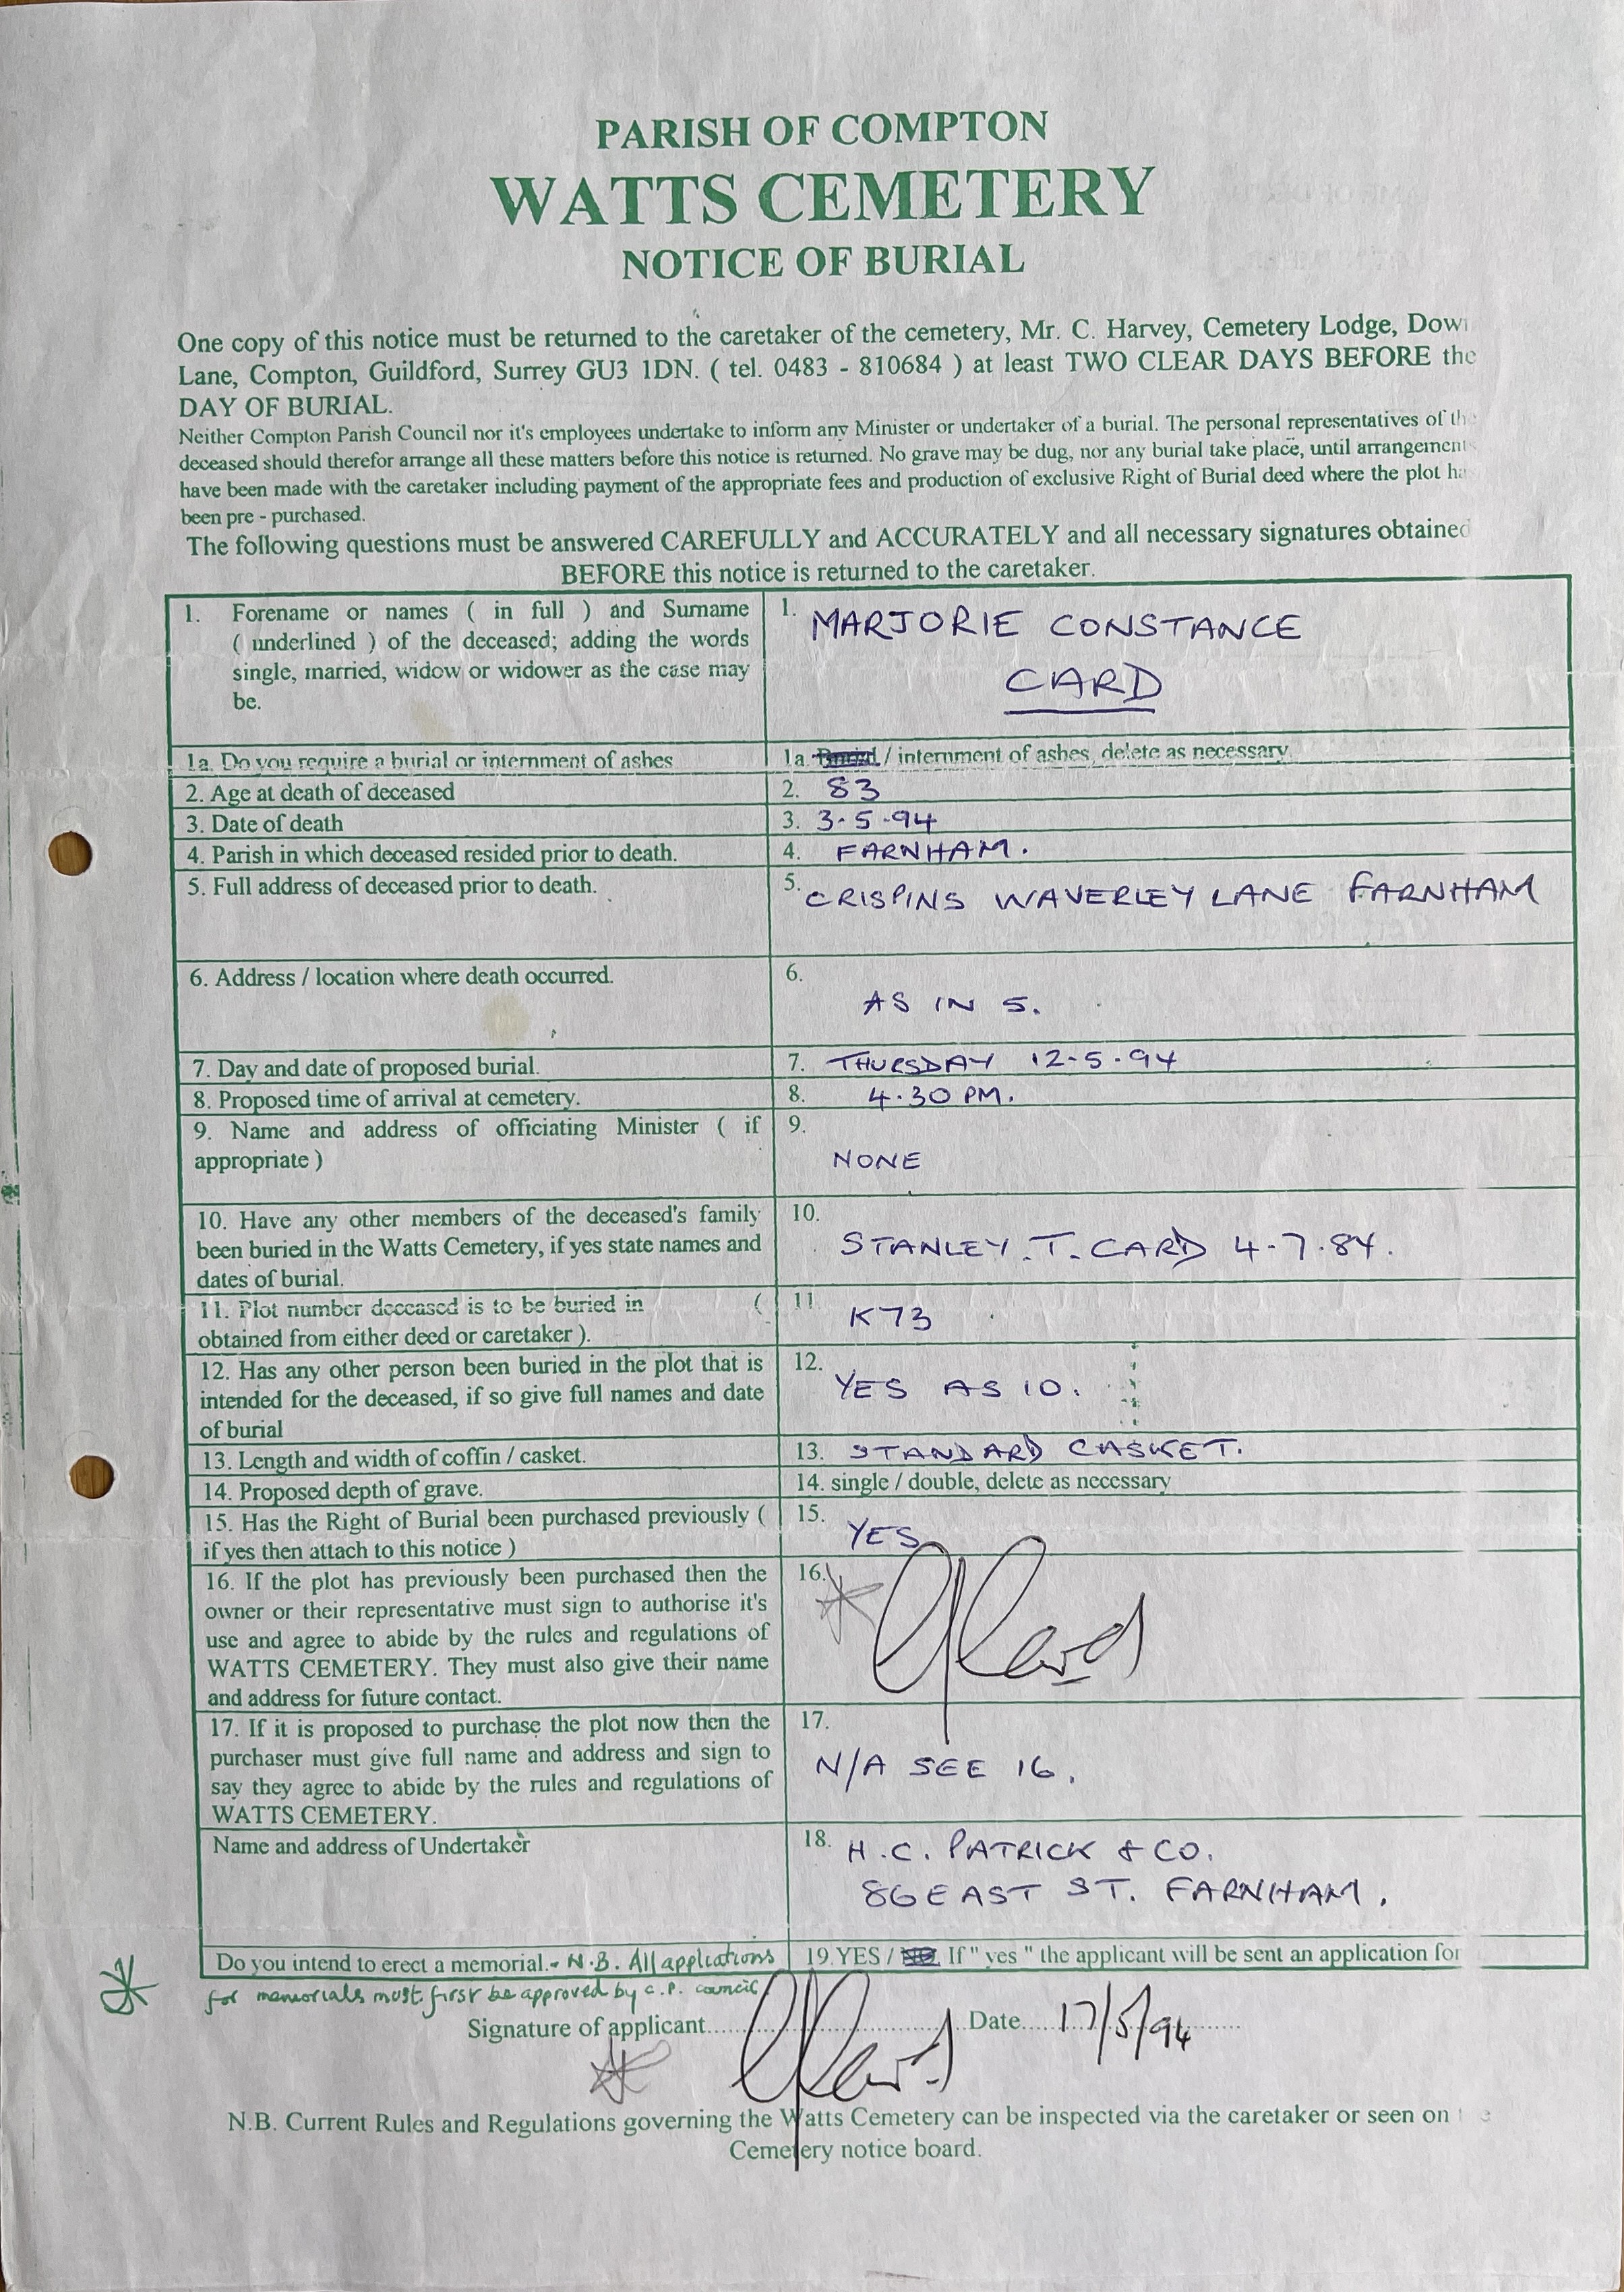 PARISH OF COMPTON
WATTS CEMETERY
NOTICE OF BURIAL
One copy of this notice must be returned to the caretaker of the cemetery, Mr. C. Harvey, Cemetery Lodge, Dow
Lane, Compton, Guildford, Surrey GU3 1DN. ( tel. 0483 - 810684 ) at least TWO CLEAR DAYS BEFORE the
DAY OF BURIAL.
Neither Compton Parish Council nor it's employees undertake to inform any Minister or undertaker of a burial. The personal representatives of the
deceased should therefor arrange all these matters before this notice is returned. No grave may be dug, nor any burial take place, until arrangements
have been made with the caretaker including payment of the appropriate fees and production of exclusive Right of Burial deed where the plot ha
been pre - purchased.
The following questions must be answered CAREFULLY and ACCURATELY and all necessary signatures obtained
BEFORE this notice is returned to the caretaker.
1. Forename or names ( in full ) and Surname
( underlined ) of the deceased; adding the words
single, married, widow or widower as the case may
be.
1. MARJORIE CONSTANCE
CARD
1a. Do you require a burial or internment of ashes
1a. Burial / internment of ashes, delete as necessary.
2. Age at death of deceased
2. 83
3. Date of death
3. 3-5-94
4. Parish in which deceased resided prior to death.
4. FARNHAM.
5. Full address of deceased prior to death.
5. CRISPINS WAVERLEY LANE FARNHAM
6. Address / location where death occurred.
6.
AS IN 5.
7. Day and date of proposed burial.
7. THURSDAY 12-5-94
8. Proposed time of arrival at cemetery.
8. 4.30 PM.
9. Name and address of officiating Minister ( if
appropriate )
9.
NONE
10. Have any other members of the deceased's family
been buried in the Watts Cemetery, if yes state names and
dates of burial.
10.
STANLEY.T.CARD 4-7-84.
11. Plot number deceased is to be buried in (
obtained from either deed or caretaker ).
11
K73
12. Has any other person been buried in the plot that is
intended for the deceased, if so give full names and date
of burial
12.
YES AS 10.
13. Length and width of coffin / casket.
13. STANDARD CASKET.
14. Proposed depth of grave.
14. single / double, delete as necessary
15. Has the Right of Burial been purchased previously (
if yes then attach to this notice )
15.
YES
16. If the plot has previously been purchased then the
owner or their representative must sign to authorise it's
use and agree to abide by the rules and regulations of
WATTS CEMETERY. They must also give their name
and address for future contact.
16.
17. If it is proposed to purchase the plot now then the
purchaser must give full name and address and sign to
say they agree to abide by the rules and regulations of
WATTS CEMETERY.
17.
N/A SEE 16.
Name and address of Undertaker
18. H.C. PATRICK & CO.
86 EAST ST. FARNHAM.
Do you intend to erect a memorial.- N.B. All applications
for memorials must first be approved by C.P. council
19. YES / NO. If " yes " the applicant will be sent an application for
Signature of applicant.......... Date.... 17/5/94
N.B. Current Rules and Regulations governing the Watts Cemetery can be inspected via the caretaker or seen on
Cemetery notice board.